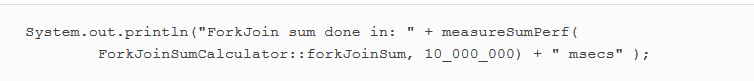 System.out.println("ForkJoin sum done in: " + measureSumPerf(
ForkJoinSumCalculator::forkJoinSum, 10_000_000) + " msecs" );